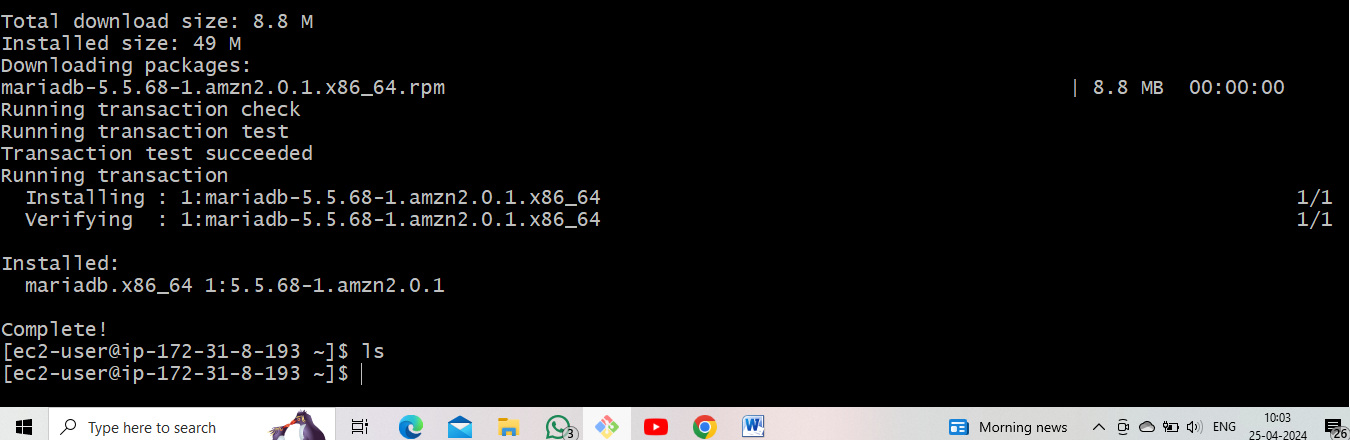 Total download size: 8.8 M
Installed size: 49 M
Downloading packages:
mariadb-5.5.68-1.amzn2.0.1.x86_64.rpm | 8.8 MB 00:00:00
Running transaction check
Running transaction test
Transaction test succeeded
Running transaction
Installing : 1:mariadb-5.5.68-1.amzn2.0.1.x86_64 1/1
Verifying : 1:mariadb-5.5.68-1.amzn2.0.1.x86_64 1/1
Installed:
mariadb.x86_64 1:5.5.68-1.amzn2.0.1
Complete!
[ec2-user@ip-172-31-8-193 ~]$ ls
[ec2-user@ip-172-31-8-193 ~]$
Type here to search 3 W Morning news ENG 10:03
25-04-2024 26